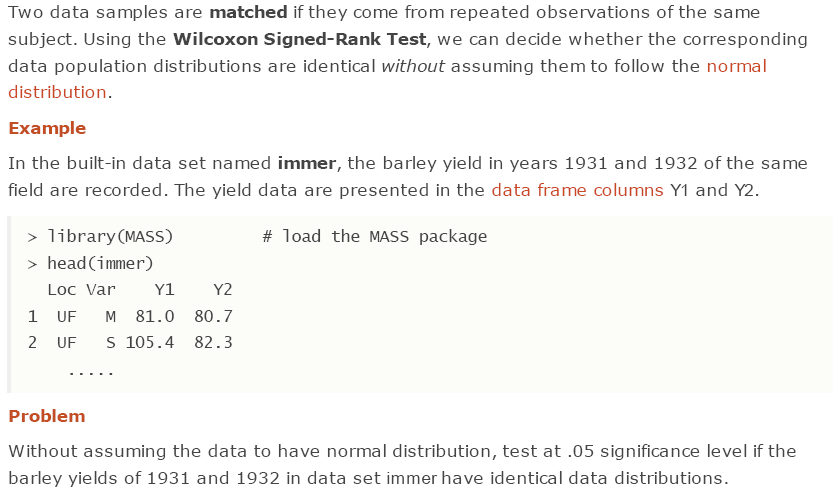 Two data samples are matched if they come from repeated observations of the same
subject. Using the Wilcoxon Signed-Rank Test, we can decide whether the corresponding
data population distributions are identical without assuming them to follow the normal
distribution.
Example
In the built-in data set named immer, the barley yield in years 1931 and 1932 of the same
field are recorded. The yield data are presented in the data frame columns Y1 and Y2.
> library(MASS)         # load the MASS package
> head(immer)
  Loc Var    Y1    Y2
1  UF   M  81.0  80.7
2  UF   S 105.4  82.3
    .....
Problem
Without assuming the data to have normal distribution, test at .05 significance level if the
barley yields of 1931 and 1932 in data set immer have identical data distributions.